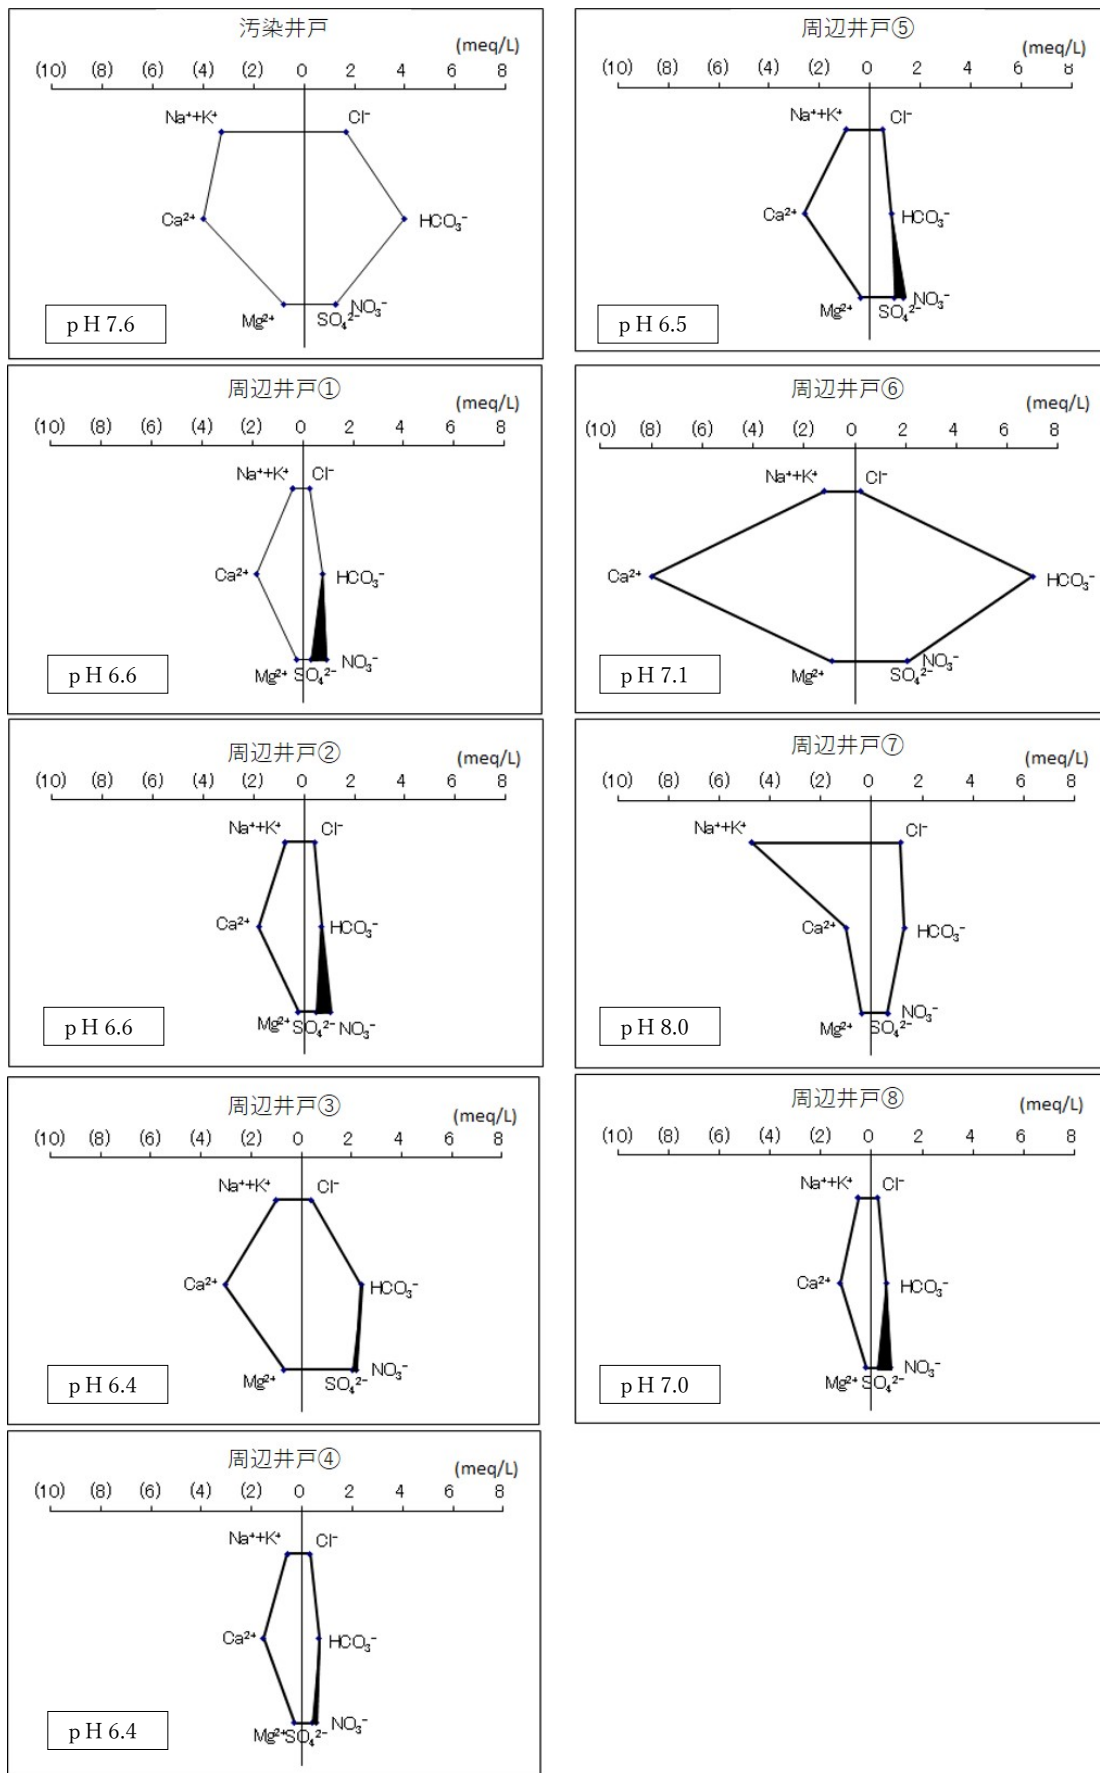 汚染井戸
(meq/L)
(10) (8) (6) (4) (2) 0 2 4 6 8
Na⁺+K⁺ Cl⁻
Ca²⁺ HCO₃⁻
Mg²⁺ SO₄²⁻ NO₃⁻
pH 7.6
周辺井戸①
(meq/L)
(10) (8) (6) (4) (2) 0 2 4 6 8
Na⁺+K⁺ Cl⁻
Ca²⁺ HCO₃⁻
Mg²⁺ SO₄²⁻ NO₃⁻
pH 6.6
周辺井戸②
(meq/L)
(10) (8) (6) (4) (2) 0 2 4 6 8
Na⁺+K⁺ Cl⁻
Ca²⁺ HCO₃⁻
Mg²⁺ SO₄²⁻ NO₃⁻
pH 6.6
周辺井戸③
(meq/L)
(10) (8) (6) (4) (2) 0 2 4 6 8
Na⁺+K⁺ Cl⁻
Ca²⁺ HCO₃⁻
Mg²⁺ SO₄²⁻ NO₃⁻
pH 6.4
周辺井戸④
(meq/L)
(10) (8) (6) (4) (2) 0 2 4 6 8
Na⁺+K⁺ Cl⁻
Ca²⁺ HCO₃⁻
Mg²⁺ SO₄²⁻ NO₃⁻
pH 6.4
周辺井戸⑤
(meq/L)
(10) (8) (6) (4) (2) 0 2 4 6 8
Na⁺+K⁺ Cl⁻
Ca²⁺ HCO₃⁻
Mg²⁺ SO₄²⁻ NO₃⁻
pH 6.5
周辺井戸⑥
(meq/L)
(10) (8) (6) (4) (2) 0 2 4 6 8
Na⁺+K⁺ Cl⁻
Ca²⁺ HCO₃⁻
Mg²⁺ SO₄²⁻ NO₃⁻
pH 7.1
周辺井戸⑦
(meq/L)
(10) (8) (6) (4) (2) 0 2 4 6 8
Na⁺+K⁺ Cl⁻
Ca²⁺ HCO₃⁻
Mg²⁺ SO₄²⁻ NO₃⁻
pH 8.0
周辺井戸⑧
(meq/L)
(10) (8) (6) (4) (2) 0 2 4 6 8
Na⁺+K⁺ Cl⁻
Ca²⁺ HCO₃⁻
Mg²⁺ SO₄²⁻ NO₃⁻
pH 7.0